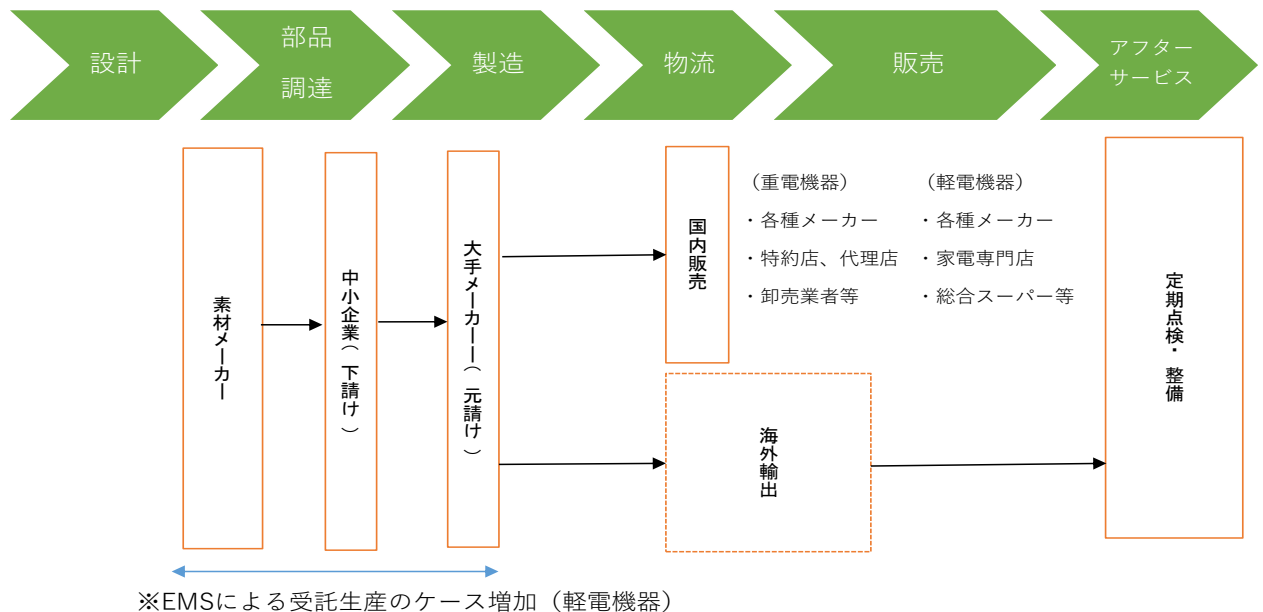 設計
部品
調達
製造
物流
販売
アフター
サービス
素材メーカー
中小企業（下請け）
大手メーカーー（元請け）
国内販売
（重電機器）
・各種メーカー
・特約店、代理店
・卸売業者等
（軽電機器）
・各種メーカー
・家電専門店
・総合スーパー等
海外輸出
定期点検・整備
※EMSによる受託生産のケース増加（軽電機器）